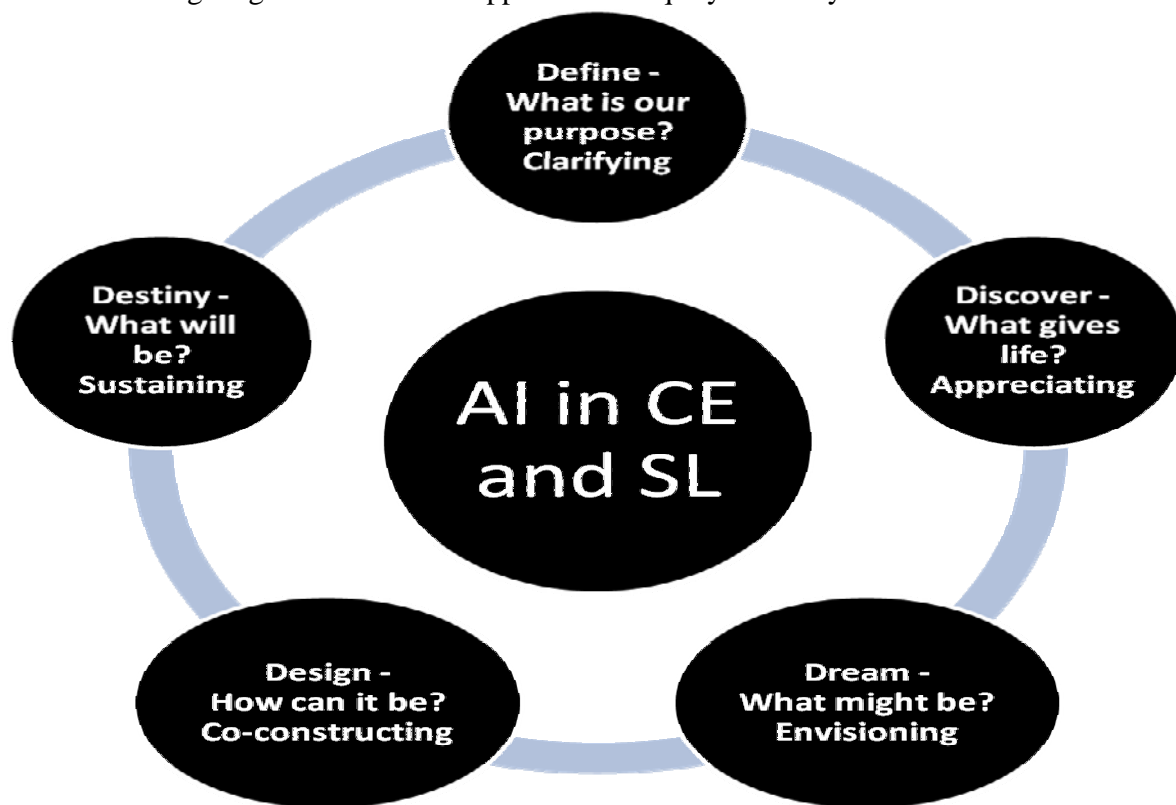 Define -
What is our
purpose?
Clarifying
Discover -
What gives
life?
Appreciating
Dream -
What might be?
Envisioning
Design -
How can it be?
Co-constructing
Destiny -
What will
be?
Sustaining
AI in CE
and SL